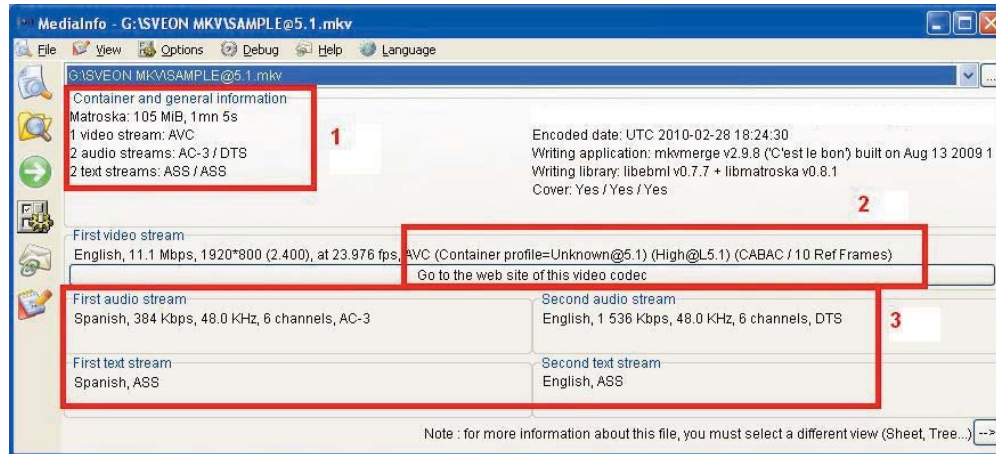 MediaInfo - G:\SVEON MKV\SAMPLE@5.1.mkv
File View Options Debug Help Language
G:\SVEON MKV\SAMPLE@5.1.mkv
...
Container and general information
Matroska: 105 MiB, 1mn 5s
1 video stream: AVC
2 audio streams: AC-3 / DTS
2 text streams: ASS / ASS
1
Encoded date: UTC 2010-02-28 18:24:30
Writing application: mkvmerge v2.9.8 ('C'est le bon') built on Aug 13 2009 1
Writing library: libebml v0.7.7 + libmatroska v0.8.1
Cover: Yes / Yes / Yes
2
First video stream
English, 11.1 Mbps, 1920*800 (2.400), at 23.976 fps, AVC (Container profile=Unknown@5.1) (High@L5.1) (CABAC / 10 Ref Frames)
Go to the web site of this video codec
First audio stream
Spanish, 384 Kbps, 48.0 KHz, 6 channels, AC-3
Second audio stream
English, 1 536 Kbps, 48.0 KHz, 6 channels, DTS
3
First text stream
Spanish, ASS
Second text stream
English, ASS
Note : for more information about this file, you must select a different view (Sheet, Tree...) -->